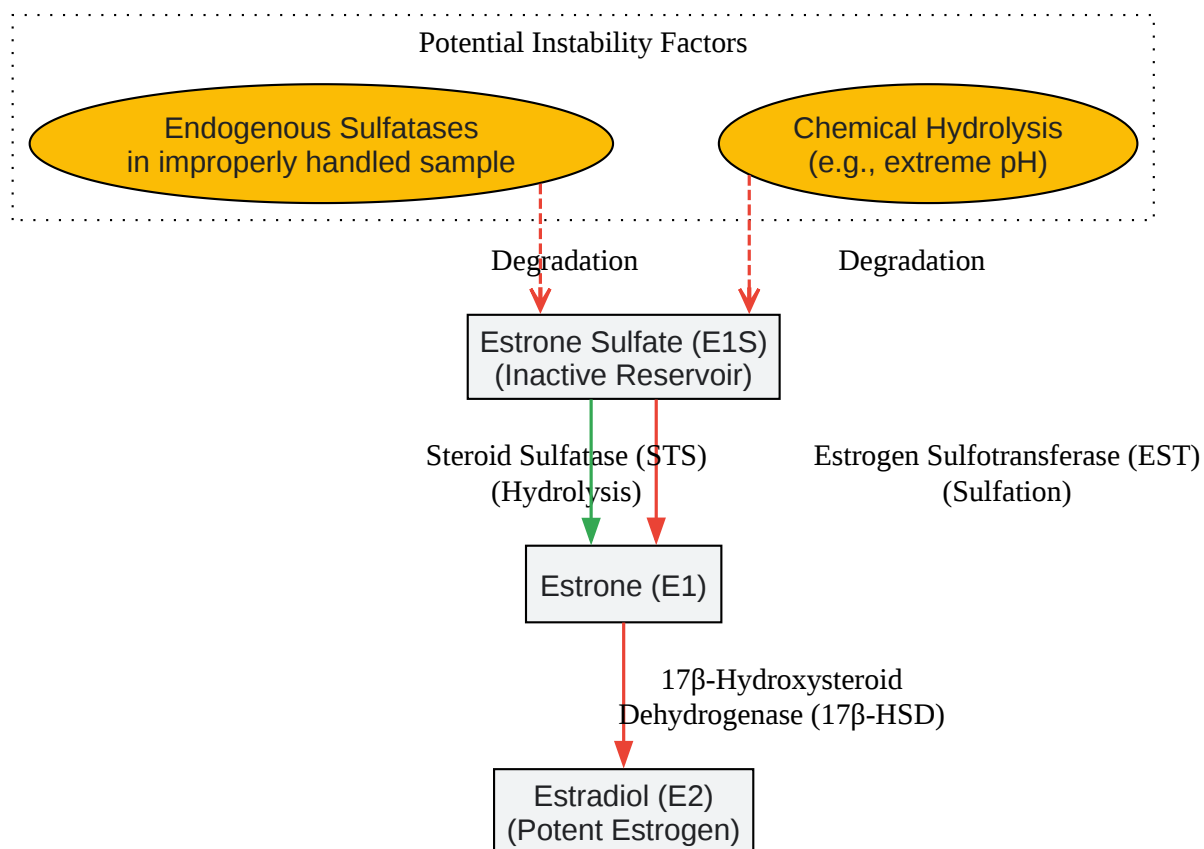 Potential Instability Factors
Endogenous Sulfatases
in improperly handled sample
Chemical Hydrolysis
(e.g., extreme pH)
Degradation
Degradation
Estrone Sulfate (E1S)
(Inactive Reservoir)
Steroid Sulfatase (STS)
(Hydrolysis)
Estrogen Sulfotransferase (EST)
(Sulfation)
Estrone (E1)
17β-Hydroxysteroid
Dehydrogenase (17β-HSD)
Estradiol (E2)
(Potent Estrogen)